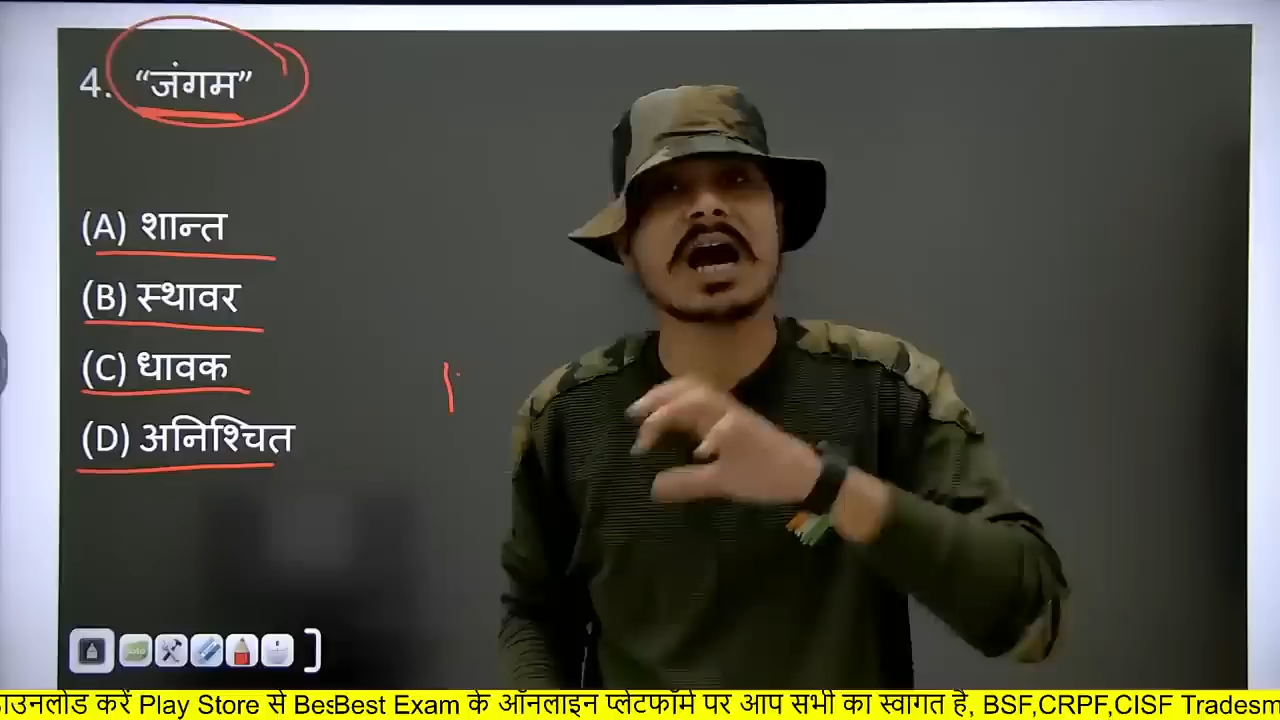 4. “जंगम”
(A) शान्त
(B) स्थावर
(C) धावक
(D) अनिश्चित
डाउनलोड करें Play Store से BesBest Exam के ऑनलाइन प्लेटफॉर्म पर आप सभी का स्वागत है, BSF,CRPF,CISF Tradesm